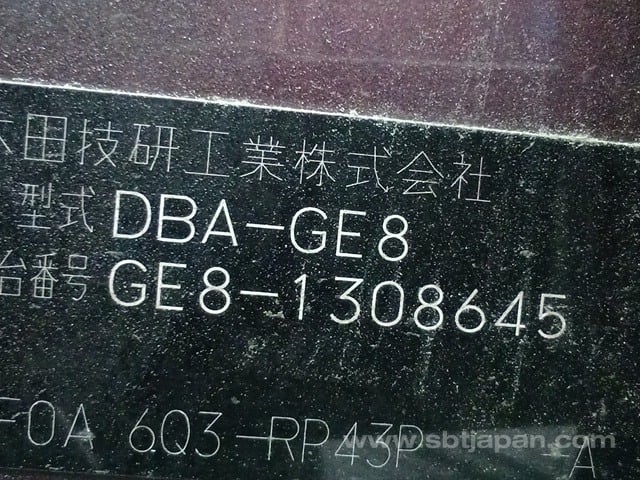 本田技研工業株式会社
型式 DBA-GE8
台番号 GE8-1308645
F0A 6Q3-RP43P -A
www.sbtjapan.com